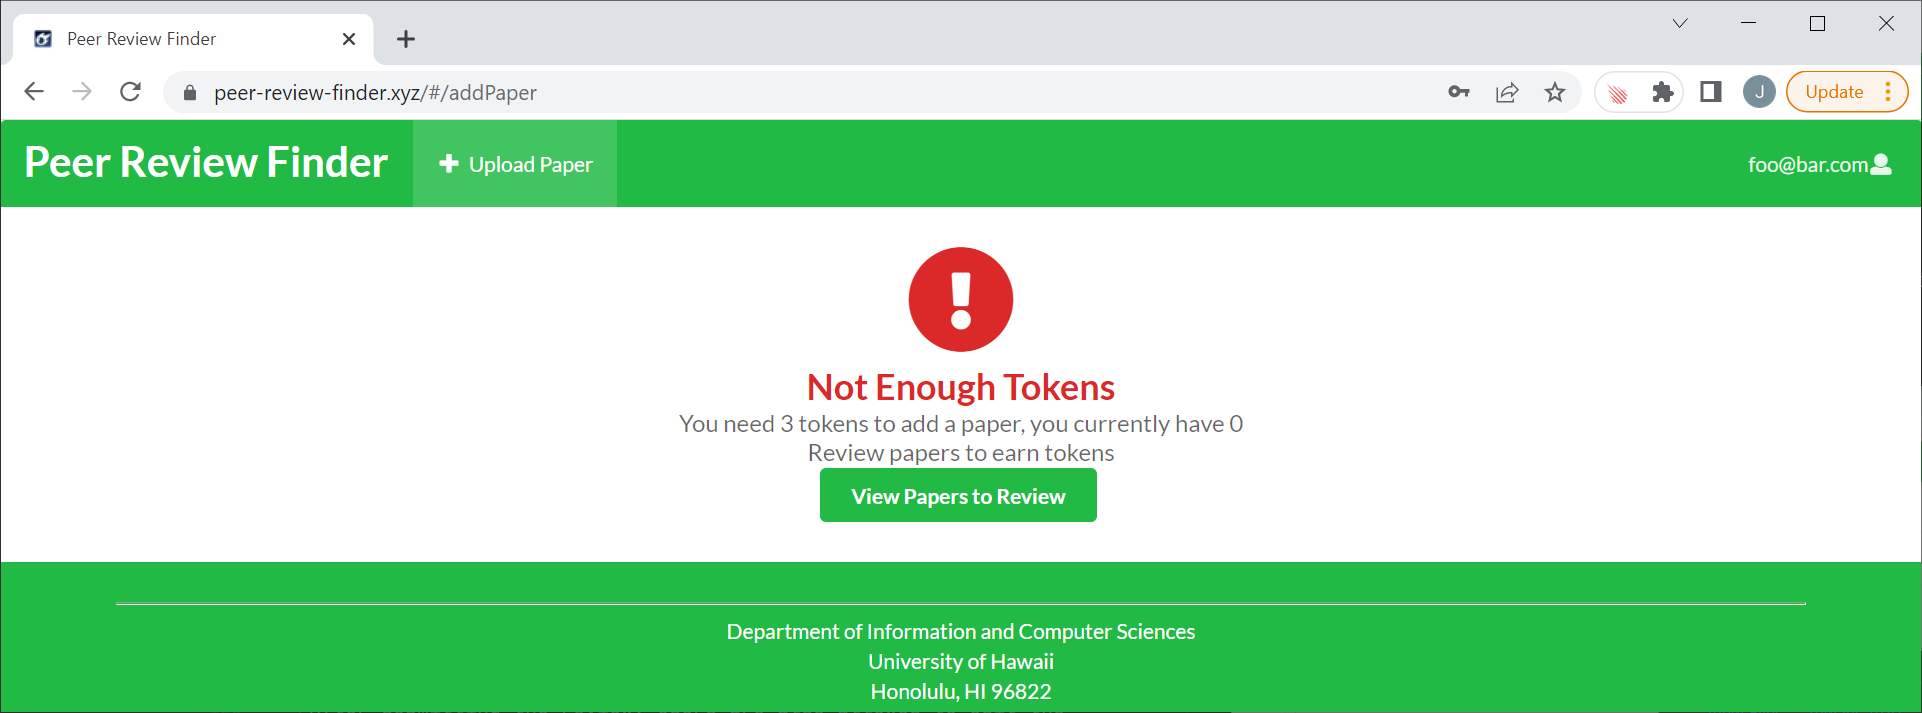 Peer Review Finder
peer-review-finder.xyz/#/addPaper
J
Update
Peer Review Finder
Upload Paper
foo@bar.com
Not Enough Tokens
You need 3 tokens to add a paper, you currently have 0
Review papers to earn tokens
View Papers to Review
Department of Information and Computer Sciences
University of Hawaii
Honolulu, HI 96822